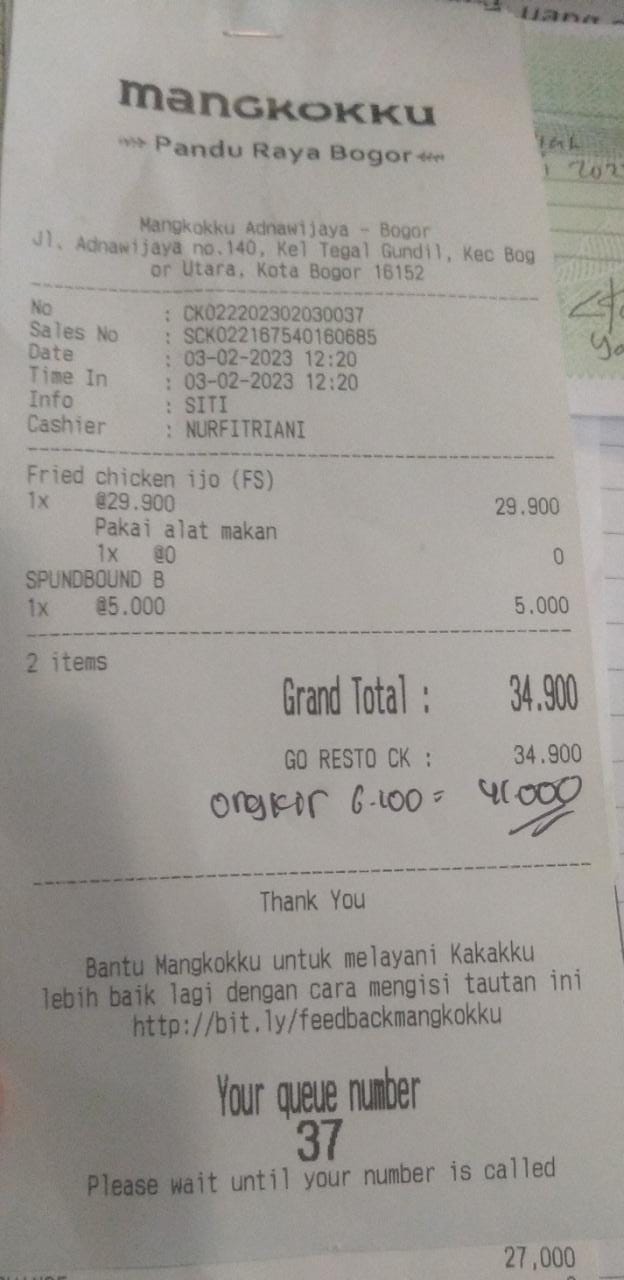 mangkokku
Pandu Raya Bogor
Mangkokku Adnawijaya - Bogor
Jl. Adnawijaya no.140, Kel Tegal Gundil, Kec Bog
or Utara, Kota Bogor 16152
No : CK022202302030037
Sales No : SCK022167540160685
Date : 03-02-2023 12:20
Time In : 03-02-2023 12:20
Info : SITI
Cashier : NURFITRIANI
Fried chicken ijo (FS)
1x @29.900 29.900
Pakai alat makan
1x @0 0
SPUNDBOUND B
1x @5.000 5.000
2 items
Grand Total : 34.900
GO RESTO CK : 34.900
ongkir 6.100 = 41.000
Thank You
Bantu Mangkokku untuk melayani Kakakku
lebih baik lagi dengan cara mengisi tautan ini
http://bit.ly/feedbackmangkokku
Your queue number
37
Please wait until your number is called
27,000